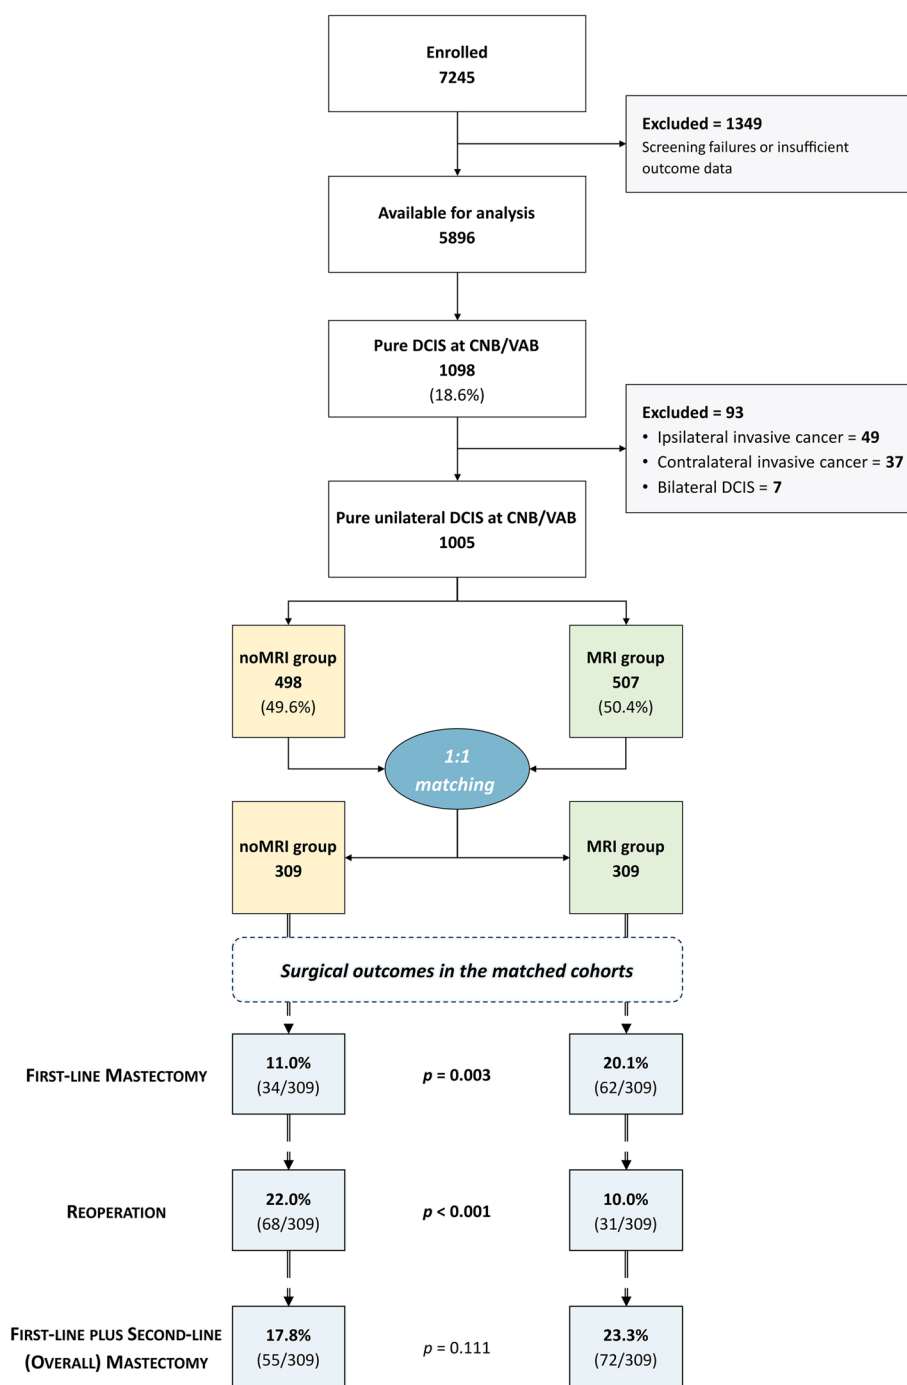 Enrolled
7245
Excluded = 1349
Screening failures or insufficient
outcome data
Available for analysis
5896
Pure DCIS at CNB/VAB
1098
(18.6%)
Excluded = 93
• Ipsilateral invasive cancer = 49
• Contralateral invasive cancer = 37
• Bilateral DCIS = 7
Pure unilateral DCIS at CNB/VAB
1005
noMRI group
498
(49.6%)
MRI group
507
(50.4%)
1:1
matching
noMRI group
309
MRI group
309
Surgical outcomes in the matched cohorts
FIRST-LINE MASTECTOMY
11.0%
(34/309)
p = 0.003
20.1%
(62/309)
REOPERATION
22.0%
(68/309)
p < 0.001
10.0%
(31/309)
FIRST-LINE PLUS SECOND-LINE
(OVERALL) MASTECTOMY
17.8%
(55/309)
p = 0.111
23.3%
(72/309)